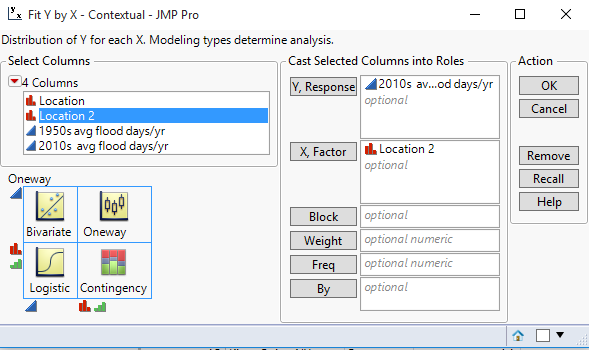 Fit Y by X - Contextual - JMP Pro
Distribution of Y for each X. Modeling types determine analysis.
Select Columns
4 Columns
Location
Location 2
1950s avg flood days/yr
2010s avg flood days/yr
Oneway
Bivariate Oneway
Logistic Contingency
Cast Selected Columns into Roles
Y, Response
2010s av...od days/yr
optional
X, Factor
Location 2
optional
Block optional
Weight optional numeric
Freq optional numeric
By optional
Action
OK
Cancel
Remove
Recall
Help